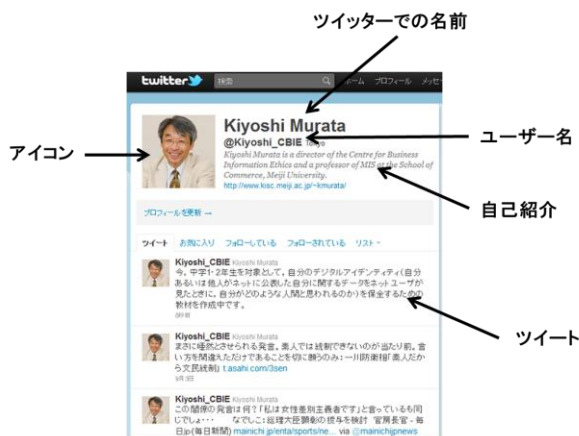 ツイッターでの名前
twitter
検索
ホーム プロフィール メッセー
Kiyoshi Murata
@Kiyoshi_CBIE Tokyo
Kiyoshi Murata is a director of the Centre for Business
Information Ethics and a professor of MIS at the School of
Commerce, Meiji University.
http://www.kisc.meiji.ac.jp/~kmurata/
アイコン
ユーザー名
自己紹介
プロフィールを更新 →
ツイート お気に入り フォローしている フォローされている リスト
Kiyoshi_CBIE Kiyoshi Murata
今、中学1・2年生を対象として、自分のデジタルアイデンティティ(自分
あるいは他人がネットに公表した自分に関するデータをネットユーザが
見たときに、自分がどのような人間と思われるのか)を保全するための
教材を作成中です。
ツイート
Kiyoshi_CBIE Kiyoshi Murata
まさに唖然とさせられる発言。素人では統制できないのが当たり前。言
い方を間違えただけであることを切に願うのみ:一川防衛相「素人だか
ら文民統制」 t.asahi.com/3sen
Kiyoshi_CBIE Kiyoshi Murata
この閣僚の発言は何?「私は女性差別主義者です」と言っているも同
じでしょ・・・ なでしこ:総理大臣顕彰の授与を検討 官房長官 - 毎
日jp(毎日新聞) mainichi.jp/enta/sports/ne... via @mainichijpnews